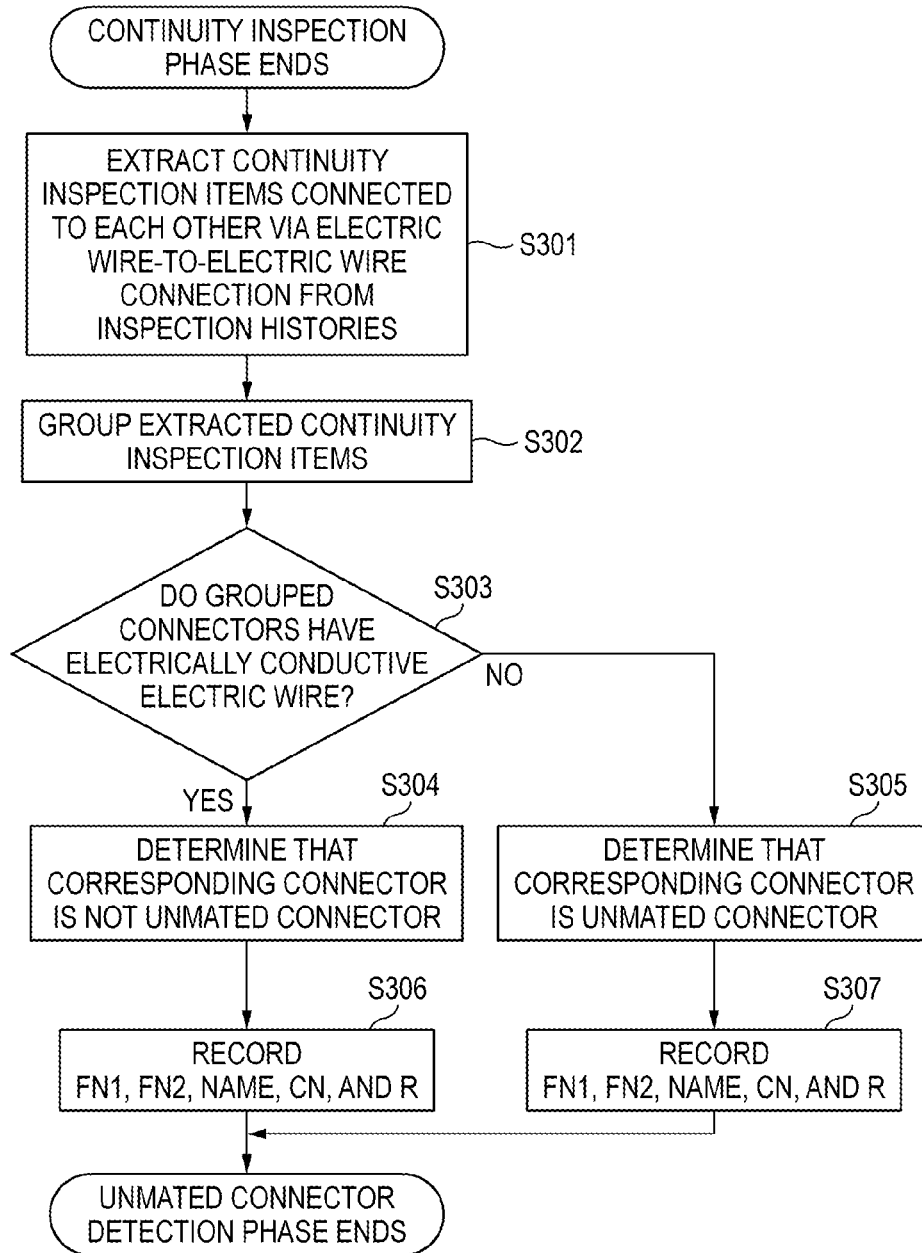 CONTINUITY INSPECTION
PHASE ENDS
EXTRACT CONTINUITY
INSPECTION ITEMS CONNECTED
TO EACH OTHER VIA ELECTRIC
WIRE-TO-ELECTRIC WIRE
CONNECTION FROM
INSPECTION HISTORIES
S301
GROUP EXTRACTED CONTINUITY
INSPECTION ITEMS
S302
S303
DO GROUPED
CONNECTORS HAVE
ELECTRICALLY CONDUCTIVE
ELECTRIC WIRE?
NO
YES
S304
S305
DETERMINE THAT
CORRESPONDING CONNECTOR
IS NOT UNMATED CONNECTOR
DETERMINE THAT
CORRESPONDING CONNECTOR
IS UNMATED CONNECTOR
S306
S307
RECORD
FN1, FN2, NAME, CN, AND R
RECORD
FN1, FN2, NAME, CN, AND R
UNMATED CONNECTOR
DETECTION PHASE ENDS